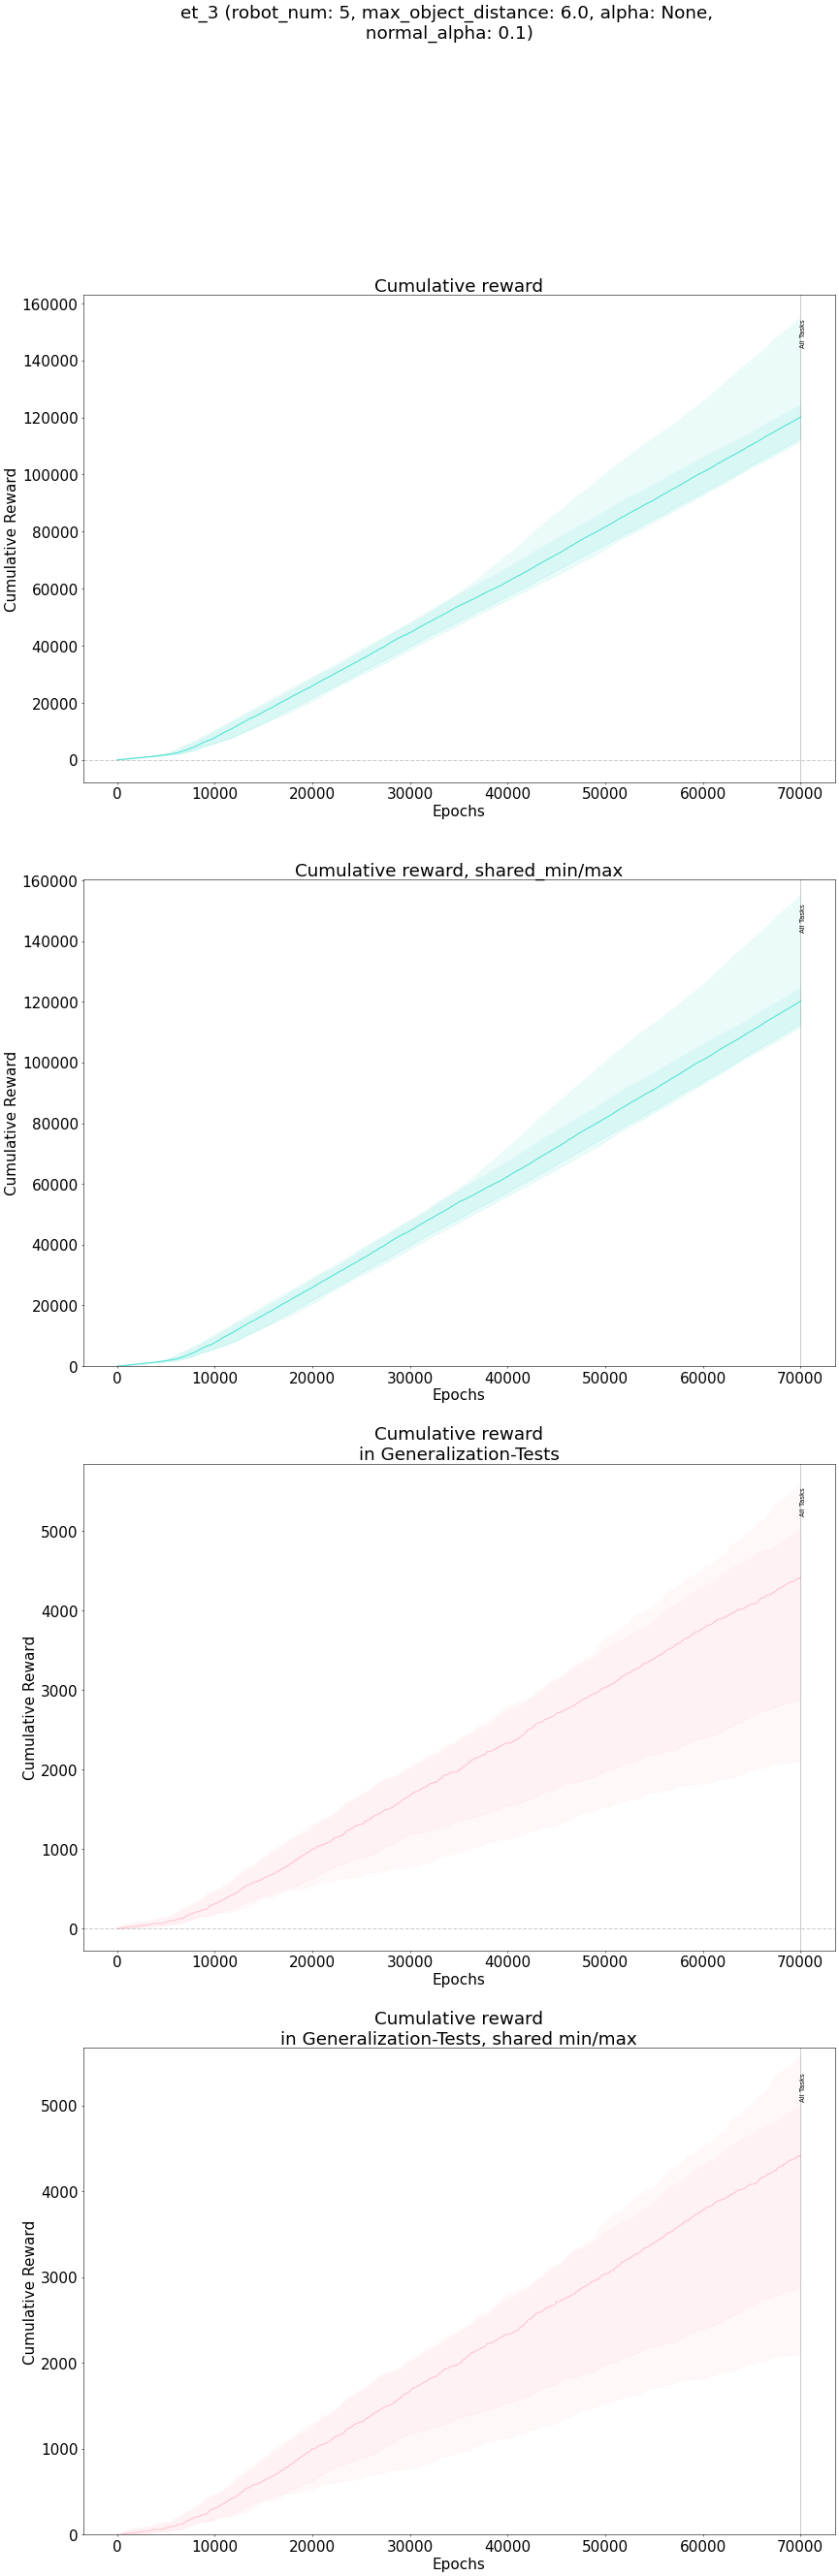 et_3 (robot_num: 5, max_object_distance: 6.0, alpha: None,
normal_alpha: 0.1)
Cumulative reward
160000
140000
120000
100000
80000
60000
40000
20000
0
Cumulative Reward
All Tasks
0 10000 20000 30000 40000 50000 60000 70000
Epochs
Cumulative reward, shared_min/max
160000
140000
120000
100000
80000
60000
40000
20000
0
Cumulative Reward
All Tasks
0 10000 20000 30000 40000 50000 60000 70000
Epochs
Cumulative reward
in Generalization-Tests
5000
4000
3000
2000
1000
0
Cumulative Reward
All Tasks
0 10000 20000 30000 40000 50000 60000 70000
Epochs
Cumulative reward
in Generalization-Tests, shared min/max
5000
4000
3000
2000
1000
0
Cumulative Reward
All Tasks
0 10000 20000 30000 40000 50000 60000 70000
Epochs